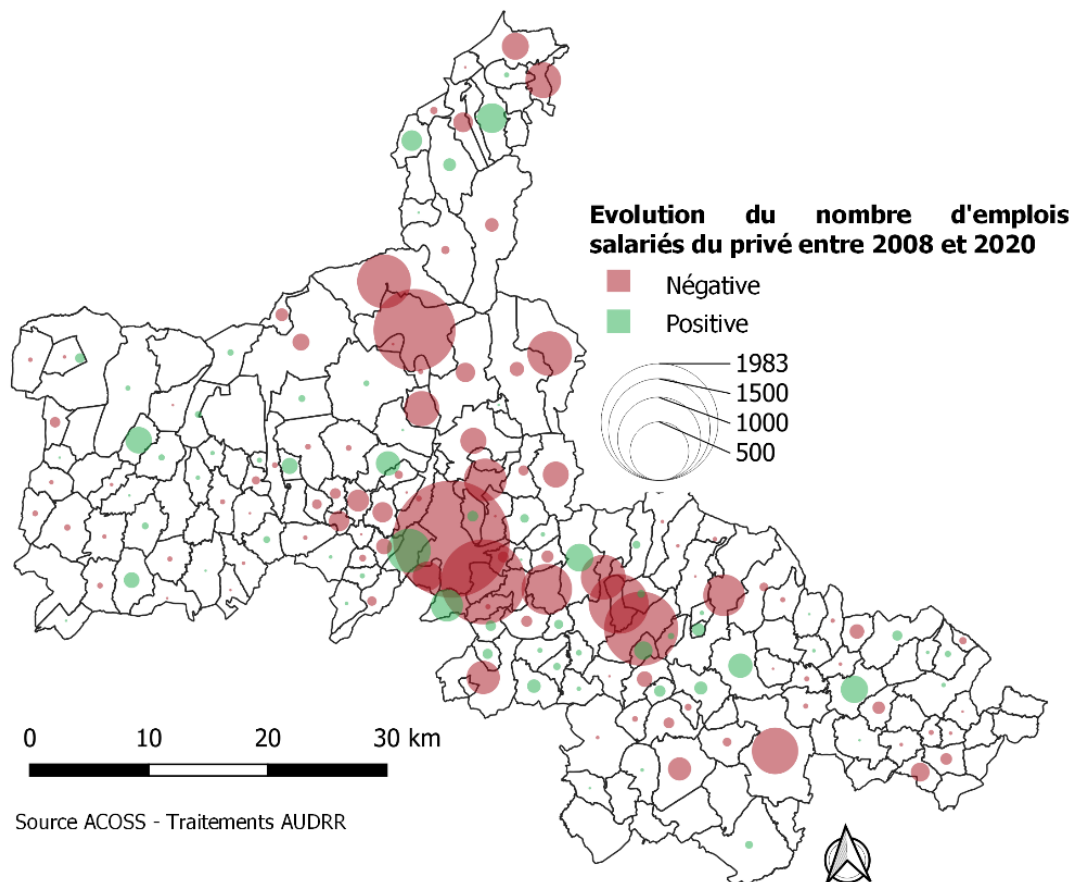 Evolution du nombre d'emplois
salariés du privé entre 2008 et 2020
Négative
Positive
1983
1500
1000
500
0 10 20 30 km
Source ACOSS - Traitements AUDRR